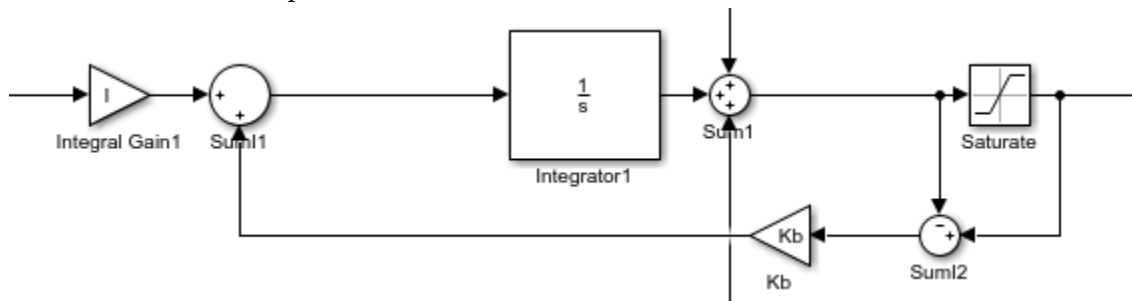 I
Integral Gain1
+
+
SumI1
1
s
Integrator1
+
+
+
Sum1
Saturate
Kb
Kb
−
+
SumI2